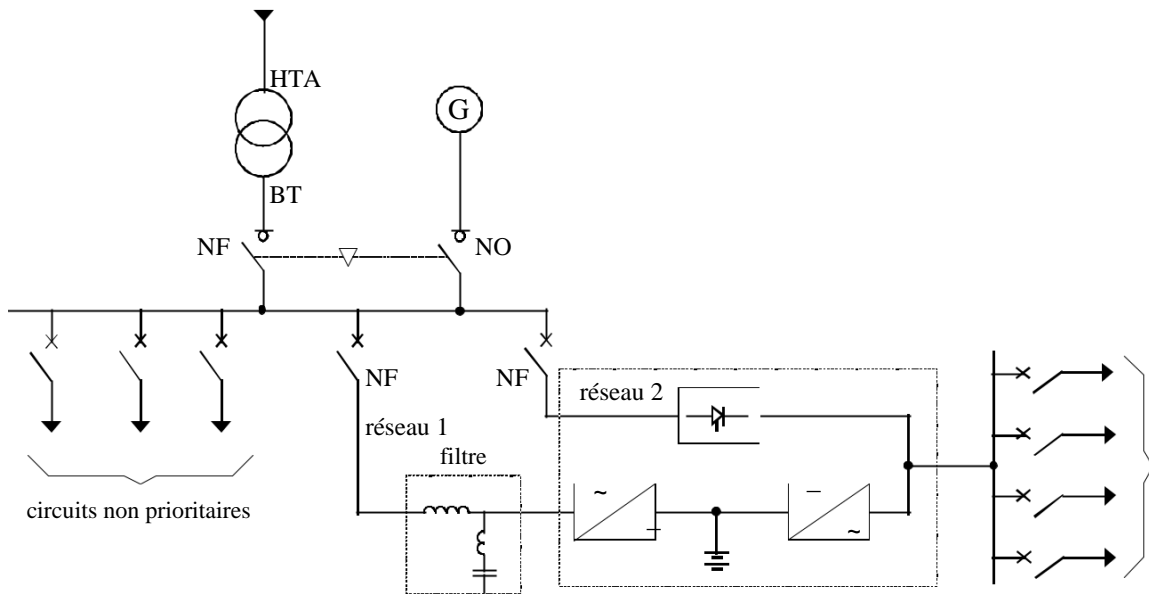 HTA
G
BT
NF
NO
NF
NF
réseau 2
réseau 1
filtre
circuits non prioritaires
~
–
–
~